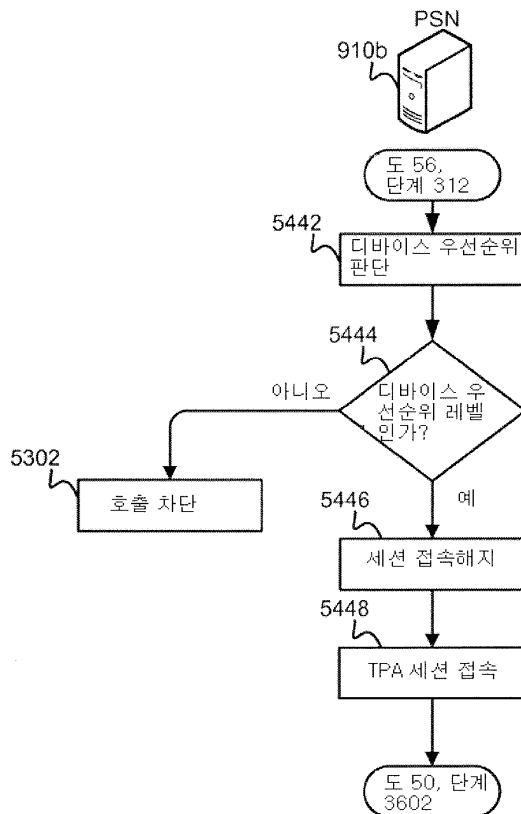 PSN
910b
도 56,
단계 312
5442
디바이스 우선순위
판단
5444
아니오
디바이스 우
선순위 레벨
인가?
5302
호출 차단
예
5446
세션 접속해지
5448
TPA 세션 접속
도 50, 단계
3602